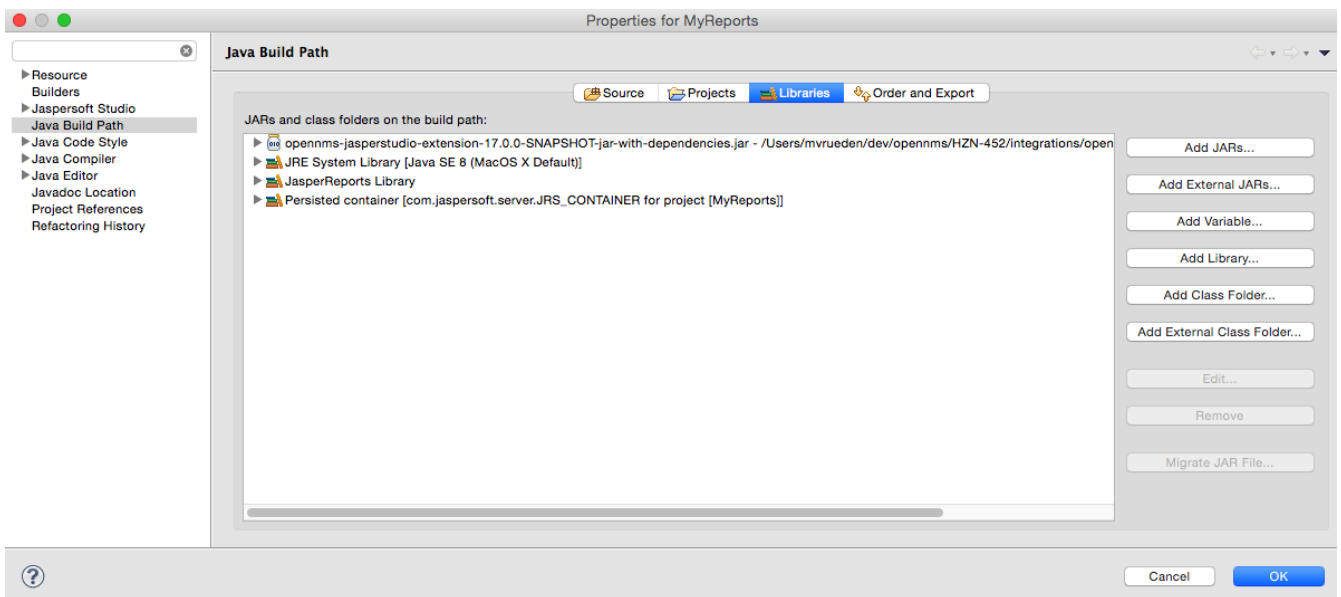 Properties for MyReports
Java Build Path
Resource
Builders
Jaspersoft Studio
Java Build Path
Java Code Style
Java Compiler
Java Editor
Javadoc Location
Project References
Refactoring History
Source Projects Libraries Order and Export
JARs and class folders on the build path:
opennms-jasperstudio-extension-17.0.0-SNAPSHOT-jar-with-dependencies.jar - /Users/mvrueden/dev/opennms/HZN-452/integrations/open
JRE System Library [Java SE 8 (MacOS X Default)]
JasperReports Library
Persisted container [com.jaspersoft.server.JRS_CONTAINER for project [MyReports]]
Add JARs...
Add External JARs...
Add Variable...
Add Library...
Add Class Folder...
Add External Class Folder...
Edit...
Remove
Migrate JAR File...
?
Cancel OK